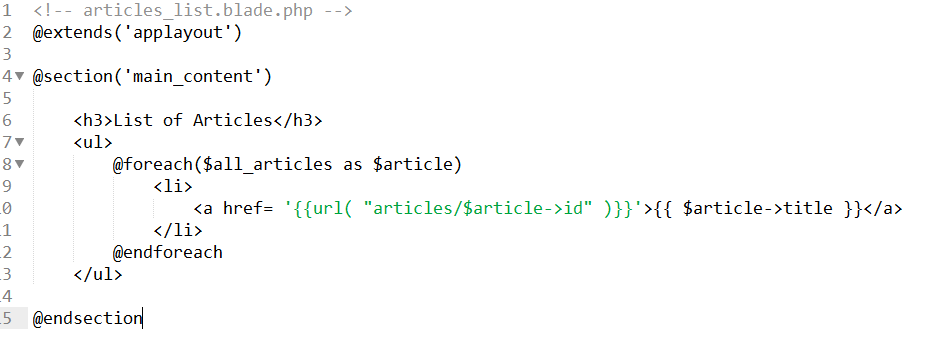 1 <!-- articles_list.blade.php -->
2 @extends('applayout')
3
4 @section('main_content')
5
6 <h3>List of Articles</h3>
7 <ul>
8 @foreach($all_articles as $article)
9 <li>
0 <a href= '{{url( "articles/$article->id" )}}'>{{ $article->title }}</a>
1 </li>
2 @endforeach
3 </ul>
4
5 @endsection